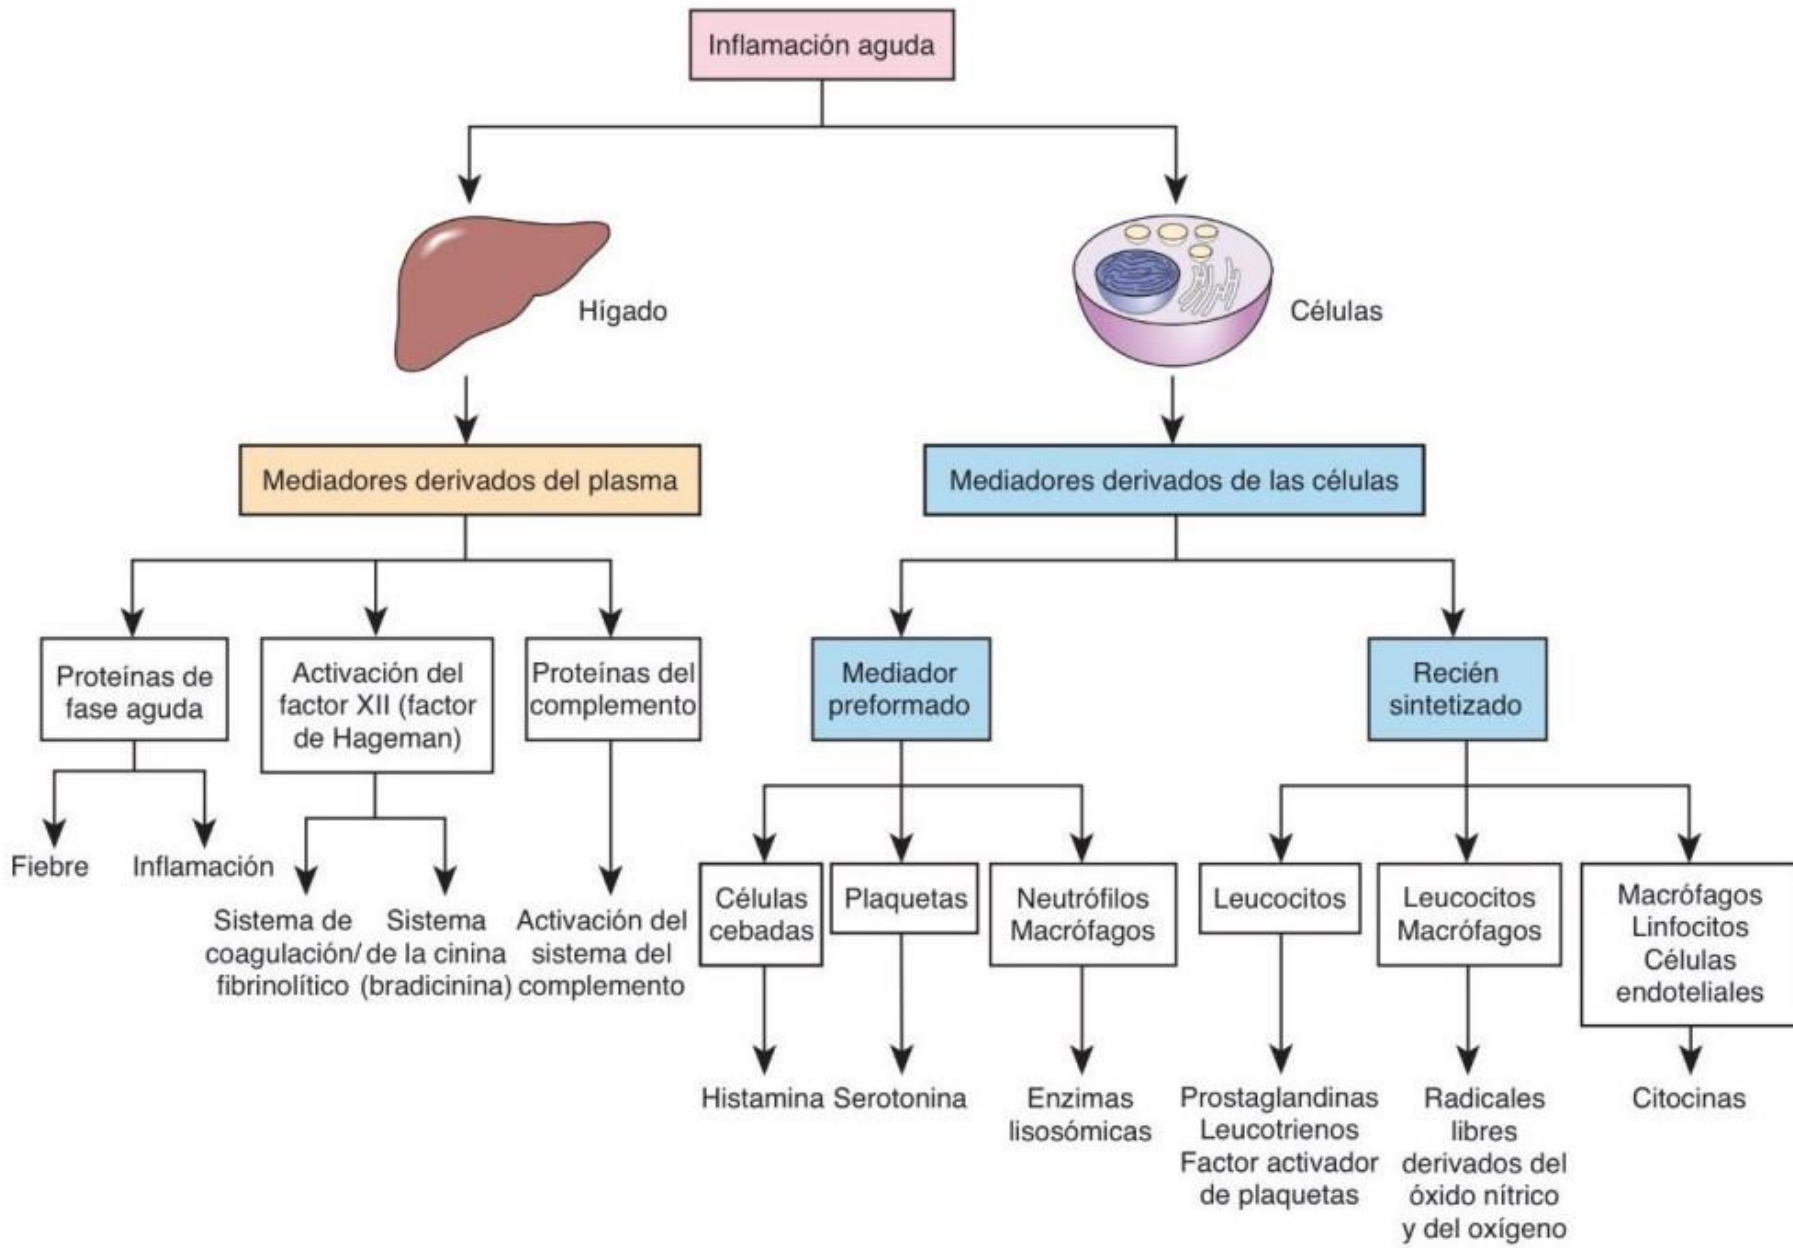 Inflamación aguda
Hígado
Células
Mediadores derivados del plasma
Mediadores derivados de las células
Proteínas de
fase aguda
Activación del
factor XII (factor
de Hageman)
Proteínas del
complemento
Mediador
preformado
Recién
sintetizado
Fiebre
Inflamación
Sistema de
coagulación/
fibrinolítico
Sistema
de la cinina
(bradicinina)
Activación del
sistema del
complemento
Células
cebadas
Plaquetas
Neutrófilos
Macrófagos
Leucocitos
Leucocitos
Macrófagos
Macrófagos
Linfocitos
Células
endoteliales
Histamina
Serotonina
Enzimas
lisosómicas
Prostaglandinas
Leucotrienos
Factor activador
de plaquetas
Radicales
libres
derivados del
óxido nítrico
y del oxígeno
Citocinas